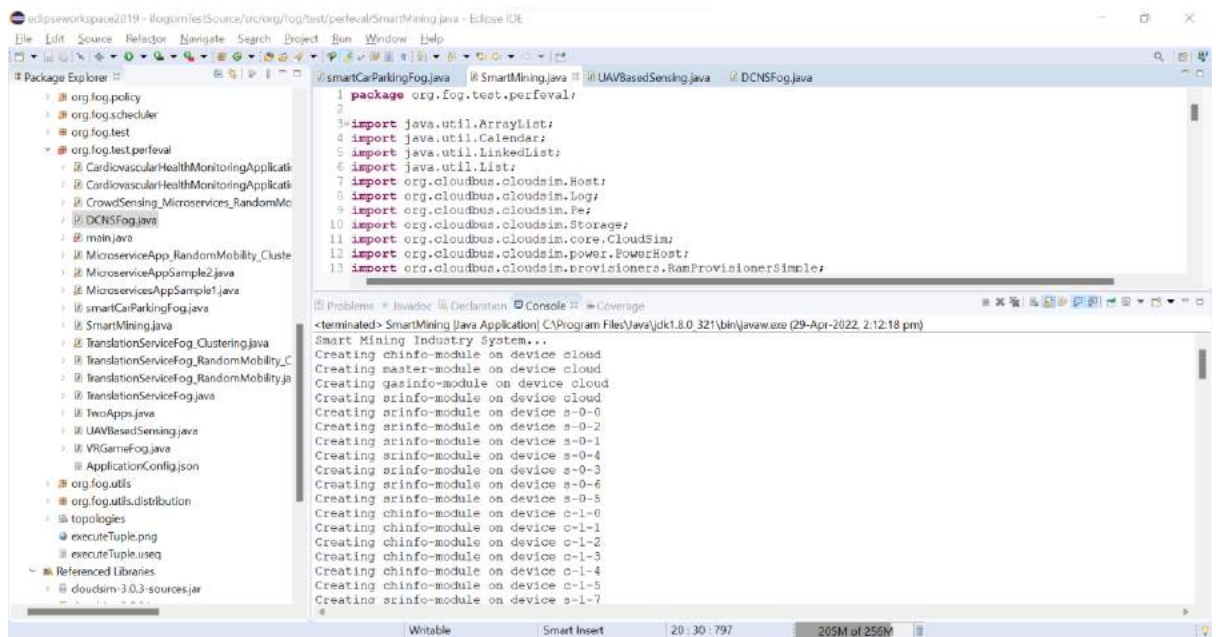 eclipseworkspace2019 - ifogsimTestSource/src/org/fog/test/perfeval/SmartMining.java - Eclipse IDE
File Edit Source Refactor Navigate Search Project Run Window Help
Package Explorer
org.fog.policy
org.fog.scheduler
org.fog.test
org.fog.test.perfeval
CardiovascularHealthMonitoringApplicati
CardiovascularHealthMonitoringApplicati
CrowdSensing_Microservices_RandomMo
DCNSFog.java
main.java
MicroserviceApp_RandomMobility_Cluste
MicroserviceAppSample2.java
MicroservicesAppSample1.java
smartCarParkingFog.java
SmartMining.java
TranslationServiceFog_Clustering.java
TranslationServiceFog_RandomMobility_C
TranslationServiceFog_RandomMobility.ja
TranslationServiceFog.java
TwoApps.java
UAVBasedSensing.java
VRGameFog.java
ApplicationConfig.json
org.fog.utils
org.fog.utils.distribution
topologies
executeTuple.png
executeTuple.useq
Referenced Libraries
cloudsim-3.0.3-sources.jar
smartCarParkingFog.java SmartMining.java UAVBasedSensing.java DCNSFog.java
1 package org.fog.test.perfeval;
2
3 import java.util.ArrayList;
4 import java.util.Calendar;
5 import java.util.LinkedList;
6 import java.util.List;
7 import org.cloudbus.cloudsim.Host;
8 import org.cloudbus.cloudsim.Log;
9 import org.cloudbus.cloudsim.Pe;
10 import org.cloudbus.cloudsim.Storage;
11 import org.cloudbus.cloudsim.core.CloudSim;
12 import org.cloudbus.cloudsim.power.PowerHost;
13 import org.cloudbus.cloudsim.provisioners.RamProvisionerSimple;
Problems Javadoc Declaration Console Coverage
<terminated> SmartMining [Java Application] C:\Program Files\Java\jdk1.8.0_321\bin\javaw.exe (29-Apr-2022, 2:12:18 pm)
Smart Mining Industry System...
Creating chinfo-module on device cloud
Creating master-module on device cloud
Creating gasinfo-module on device cloud
Creating srinfo-module on device cloud
Creating srinfo-module on device s-0-0
Creating srinfo-module on device s-0-2
Creating srinfo-module on device s-0-1
Creating srinfo-module on device s-0-4
Creating srinfo-module on device s-0-3
Creating srinfo-module on device s-0-6
Creating srinfo-module on device s-0-5
Creating chinfo-module on device c-1-0
Creating chinfo-module on device c-1-1
Creating chinfo-module on device c-1-2
Creating chinfo-module on device c-1-3
Creating chinfo-module on device c-1-4
Creating chinfo-module on device c-1-5
Creating srinfo-module on device s-1-7
Writable Smart Insert 20 : 30 : 797 205M of 256M